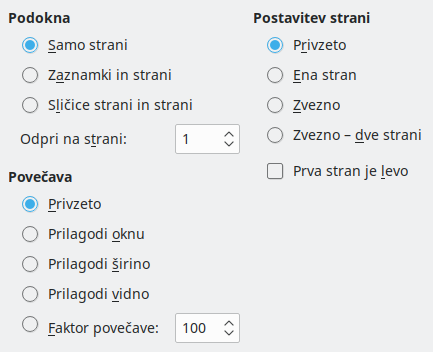 Podokna
Samo strani
Zaznamki in strani
Sličice strani in strani
Odpri na strani: 1
Povečava
Privzeto
Prilagodi oknu
Prilagodi širino
Prilagodi vidno
Faktor povečave: 100
Postavitev strani
Privzeto
Ena stran
Zvezno
Zvezno – dve strani
Prva stran je levo